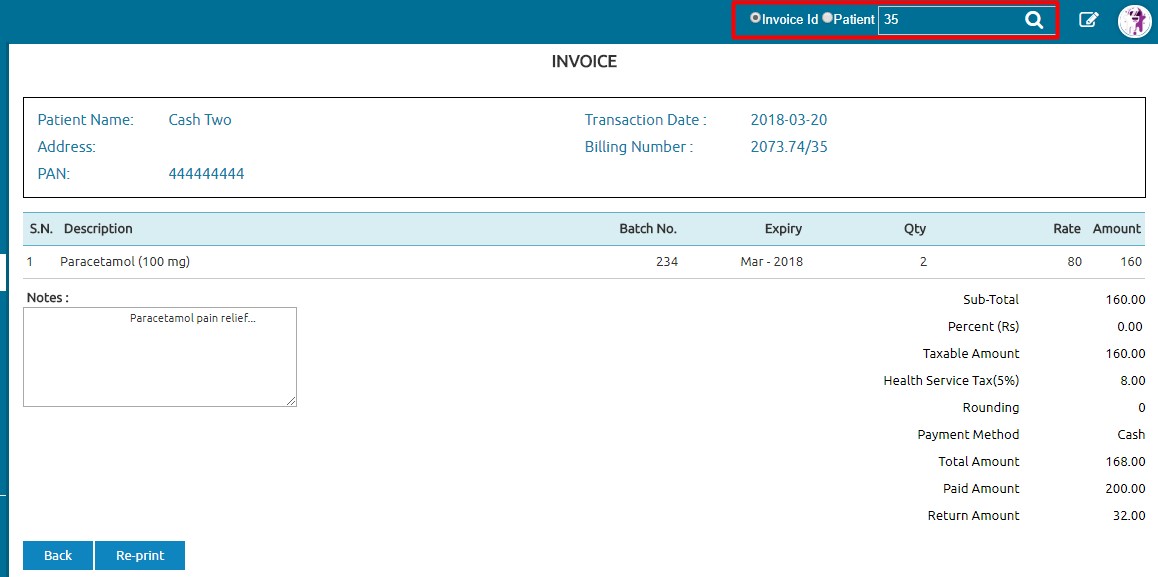 Invoice Id Patient 35
INVOICE
Patient Name: Cash Two Transaction Date : 2018-03-20
Address: Billing Number : 2073.74/35
PAN: 444444444
S.N. Description Batch No. Expiry Qty Rate Amount
1 Paracetamol (100 mg) 234 Mar - 2018 2 80 160
Notes :
Paracetamol pain relief...
Sub-Total 160.00
Percent (Rs) 0.00
Taxable Amount 160.00
Health Service Tax(5%) 8.00
Rounding 0
Payment Method Cash
Total Amount 168.00
Paid Amount 200.00
Return Amount 32.00
Back Re-print